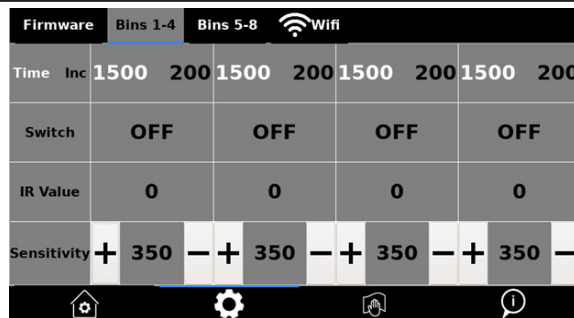 Firmware Bins 1-4 Bins 5-8 Wifi
Time Inc 1500 200 1500 200 1500 200 1500 200
Switch OFF OFF OFF OFF
IR Value 0 0 0 0
Sensitivity + 350 − + 350 − + 350 − + 350 −
i